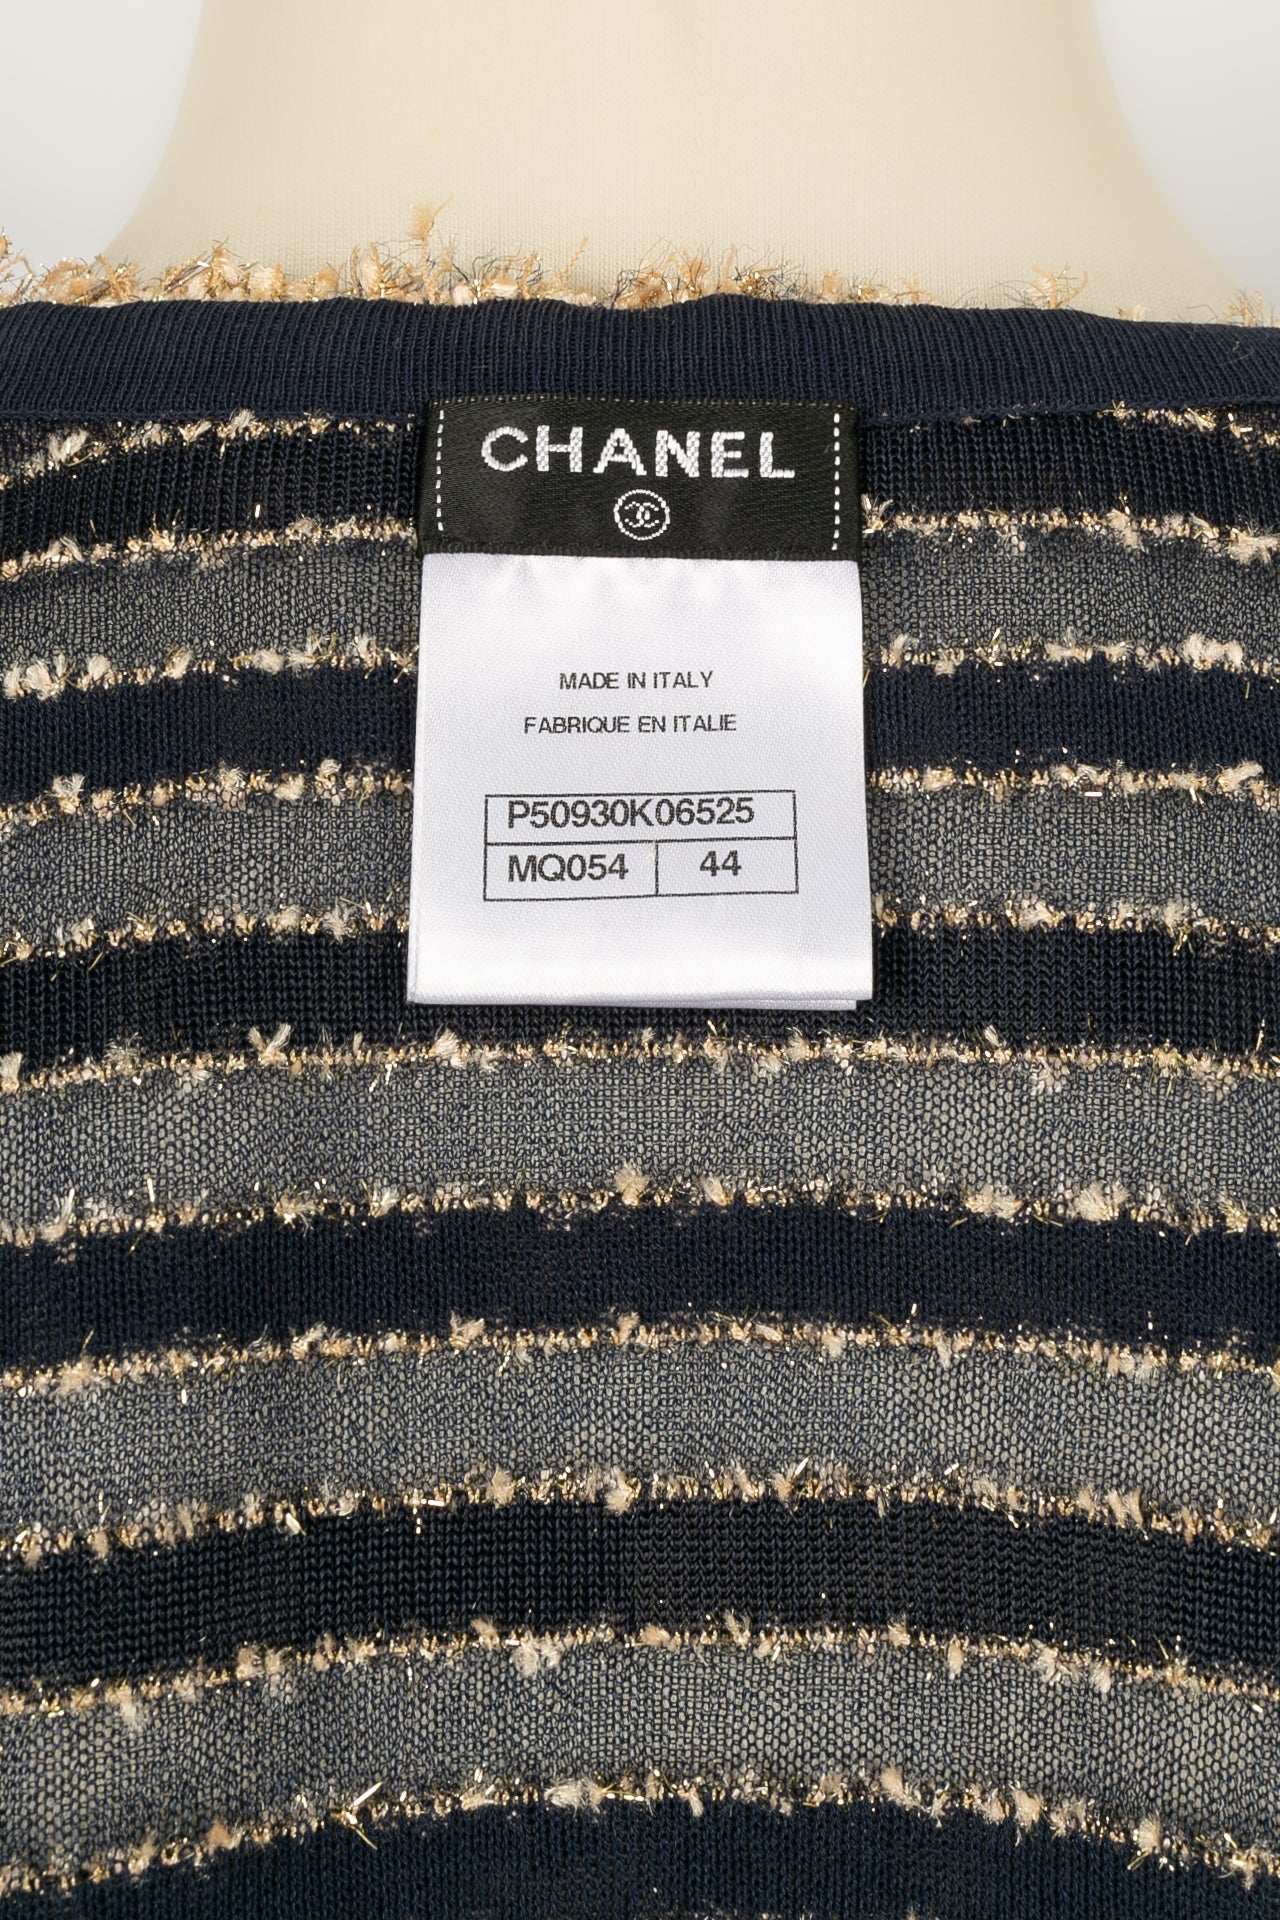 CHANEL
MADE IN ITALY
FABRIQUE EN ITALIE
P50930K06525
MQ054 44